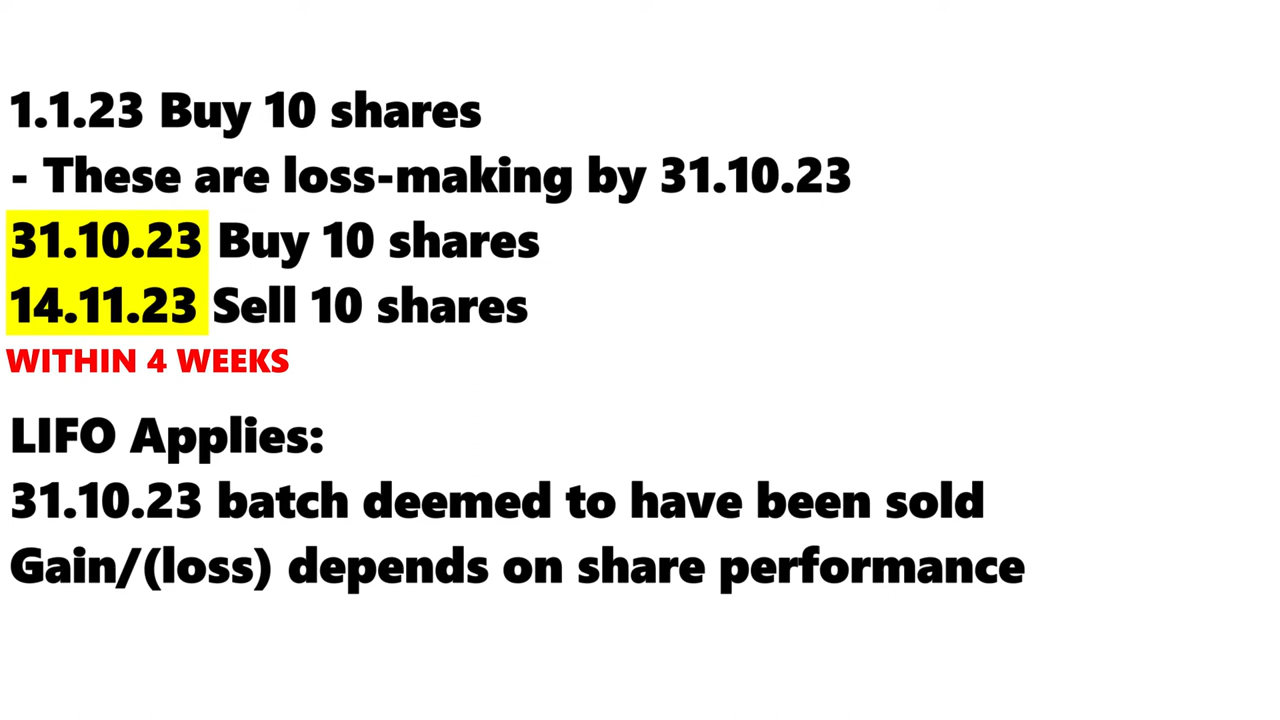 1.1.23 Buy 10 shares
- These are loss-making by 31.10.23
31.10.23 Buy 10 shares
14.11.23 Sell 10 shares
WITHIN 4 WEEKS
LIFO Applies:
31.10.23 batch deemed to have been sold
Gain/(loss) depends on share performance